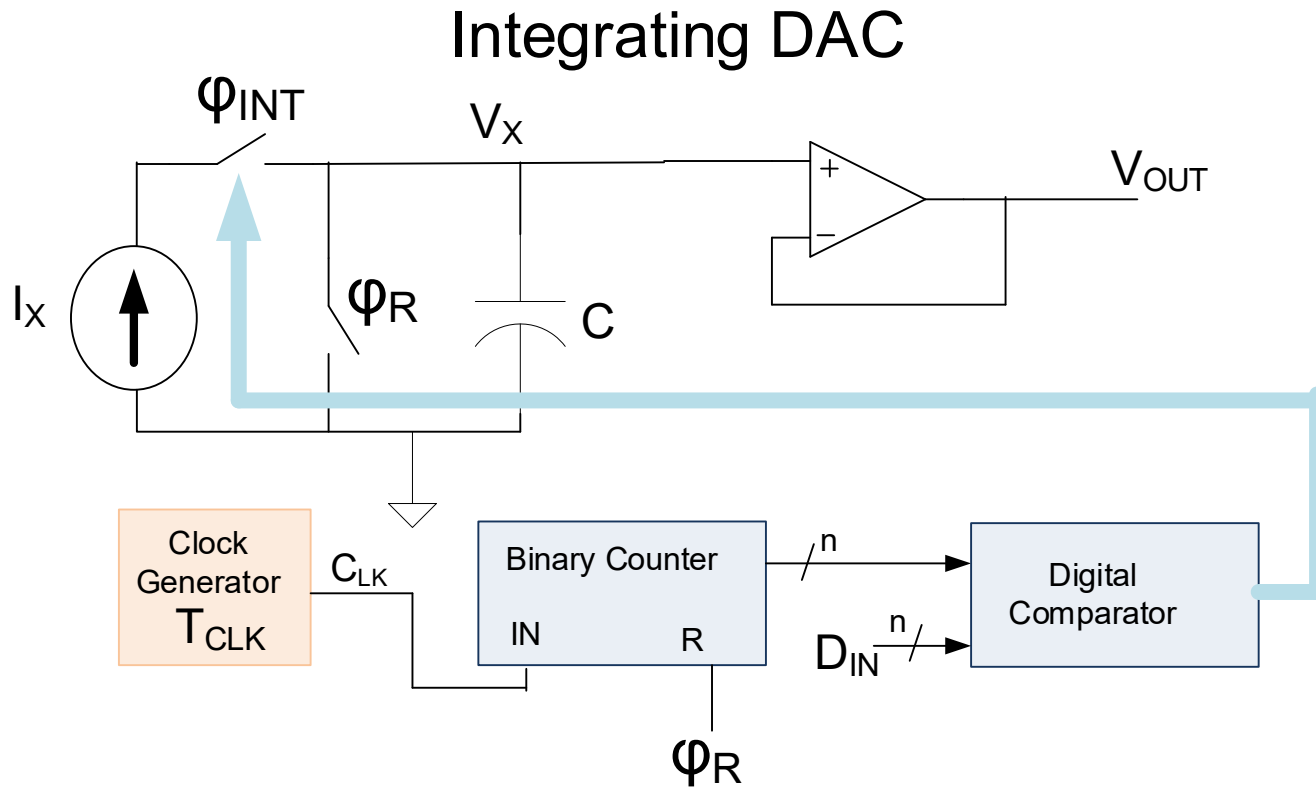 Integrating DAC
φINT
VX
+
−
VOUT
IX
φR
C
Clock
Generator
TCLK
CLK
Binary Counter
IN
R
φR
n
n
DIN
Digital
Comparator